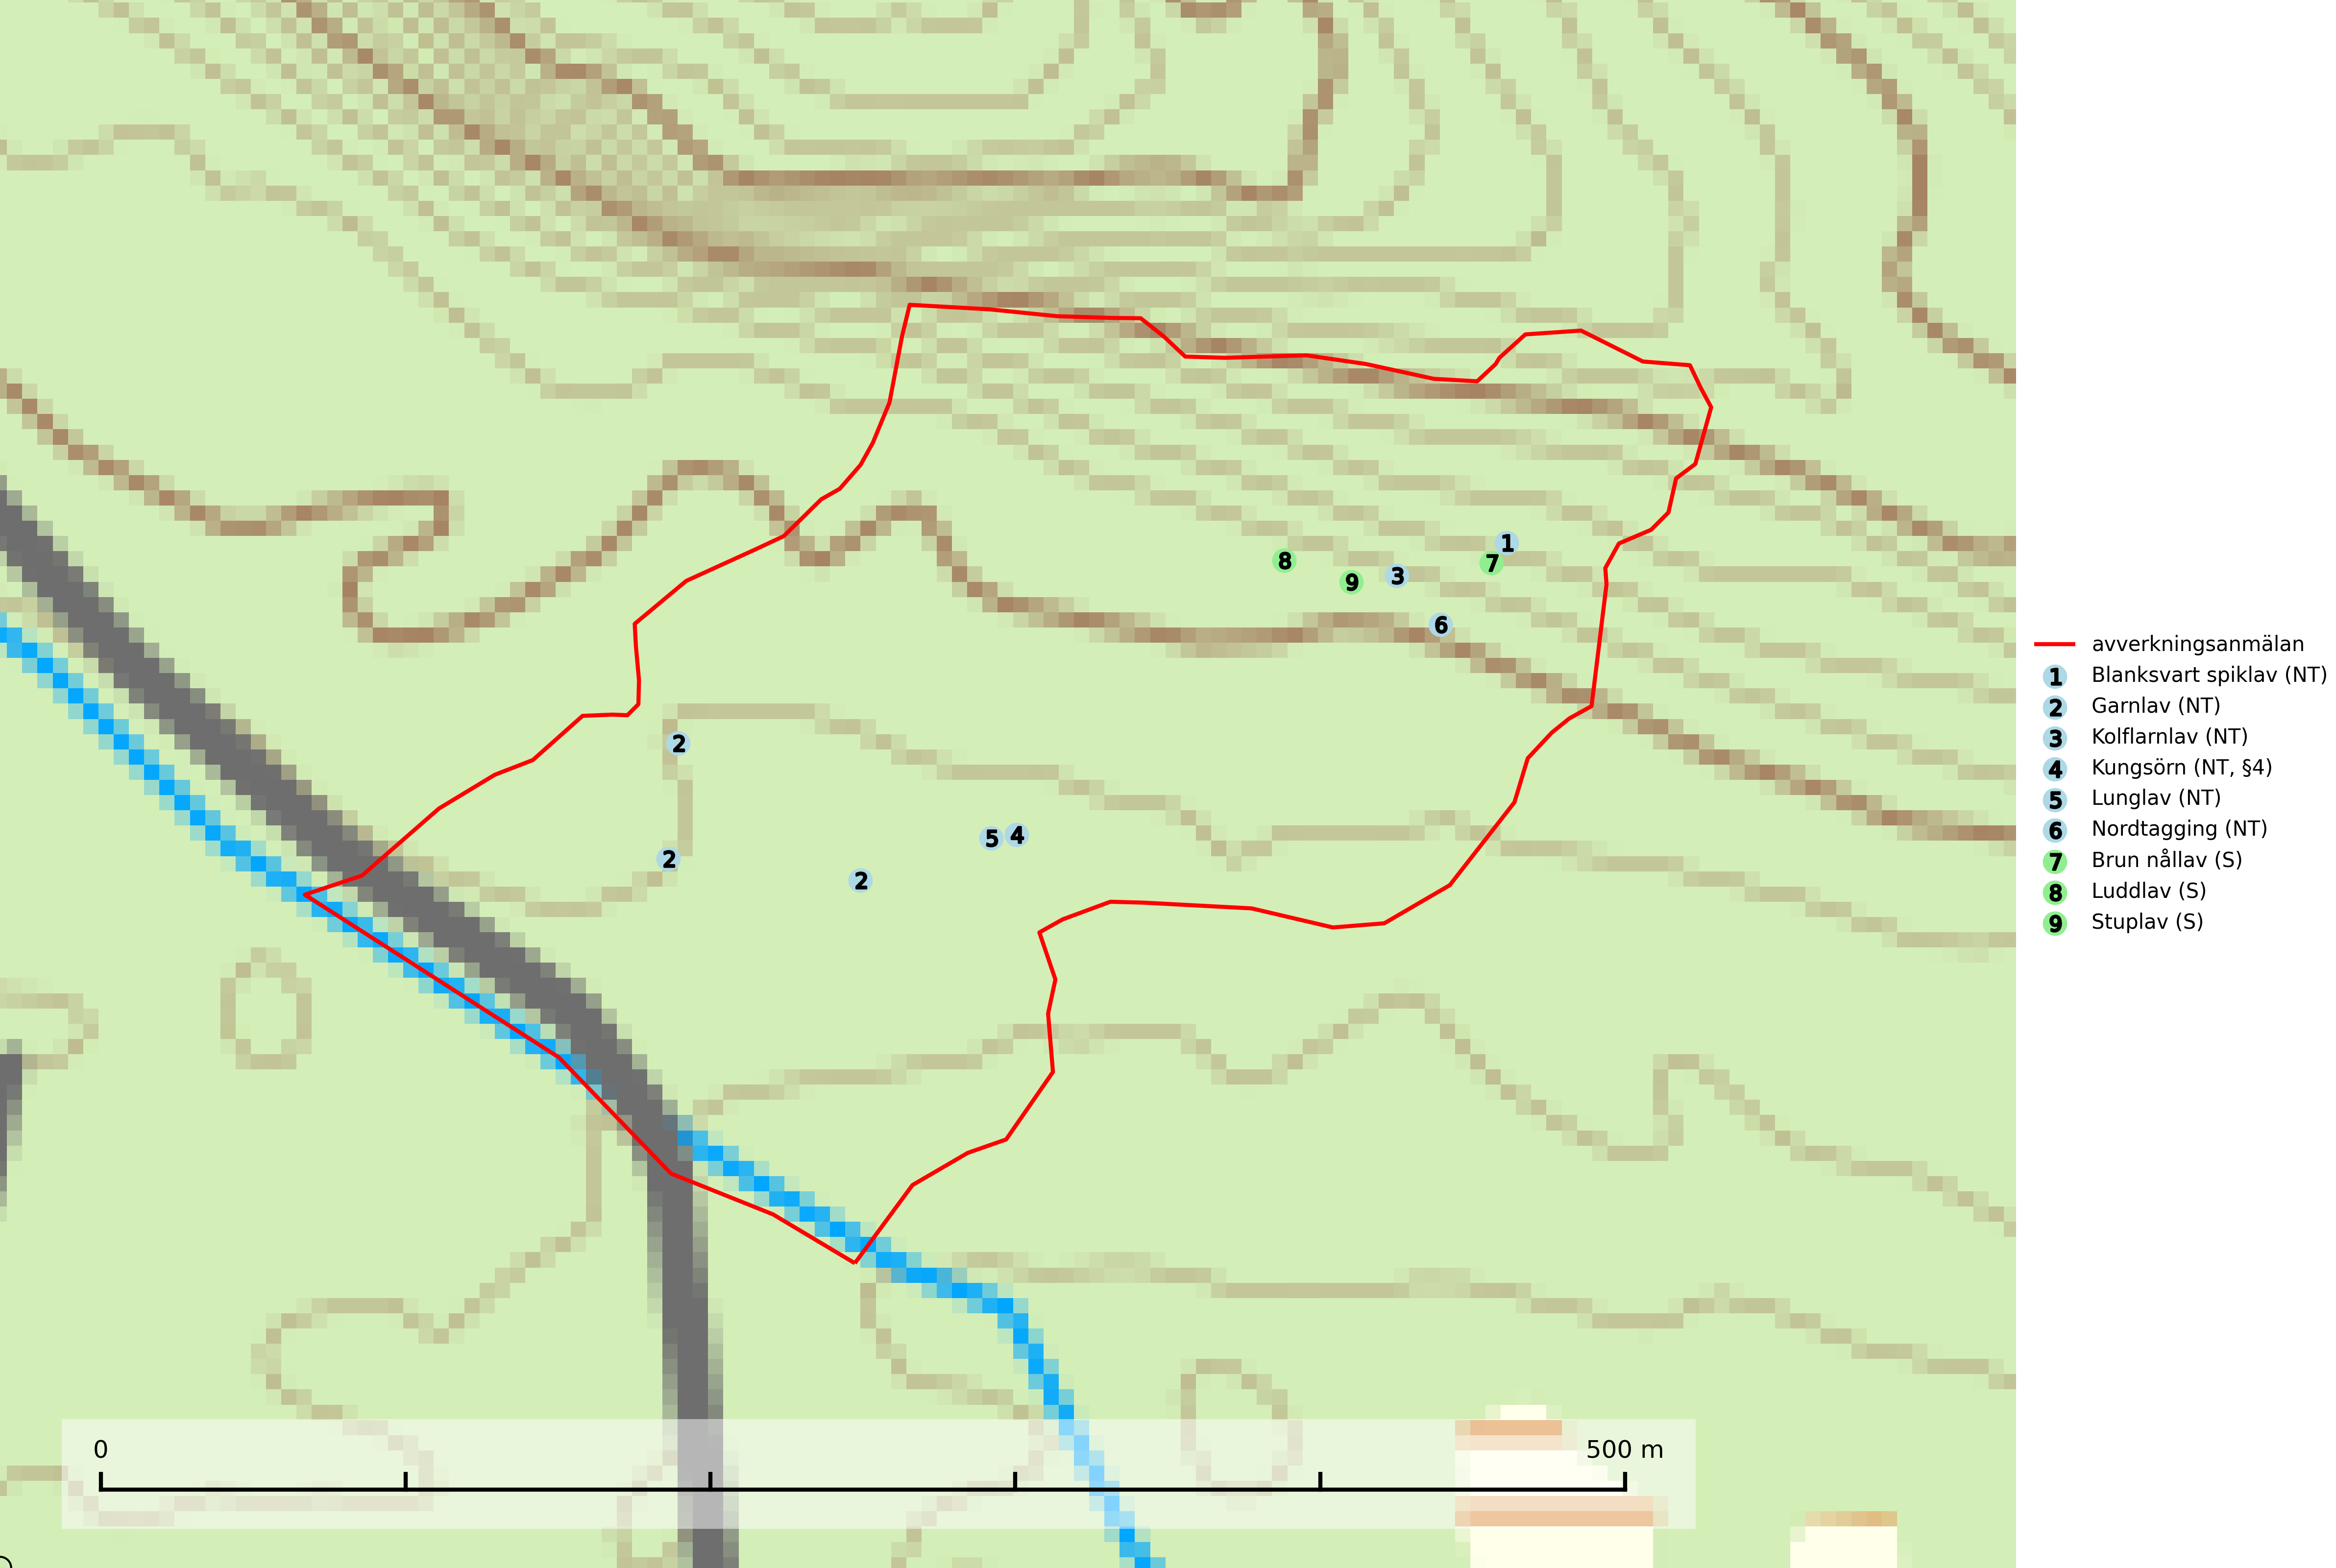 8
9
3
1
7
6
2
2
5
4
2
avverkningsanmälan
1 Blanksvart spiklav (NT)
2 Garnlav (NT)
3 Kolflarnlav (NT)
4 Kungsörn (NT, §4)
5 Lunglav (NT)
6 Nordtagging (NT)
7 Brun nållav (S)
8 Luddlav (S)
9 Stuplav (S)
0 500 m